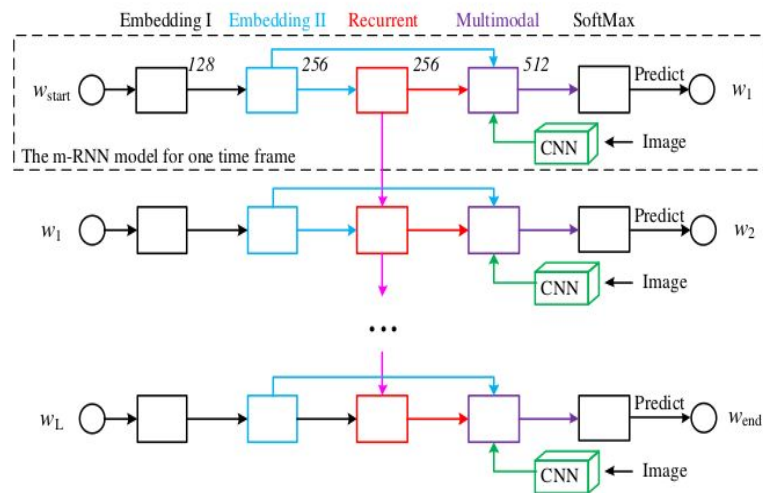 Embedding I Embedding II Recurrent Multimodal SoftMax
128 256 256 512
w_start Predict w_1
CNN Image
The m-RNN model for one time frame
w_1 Predict w_2
CNN Image
...
w_L Predict w_end
CNN Image